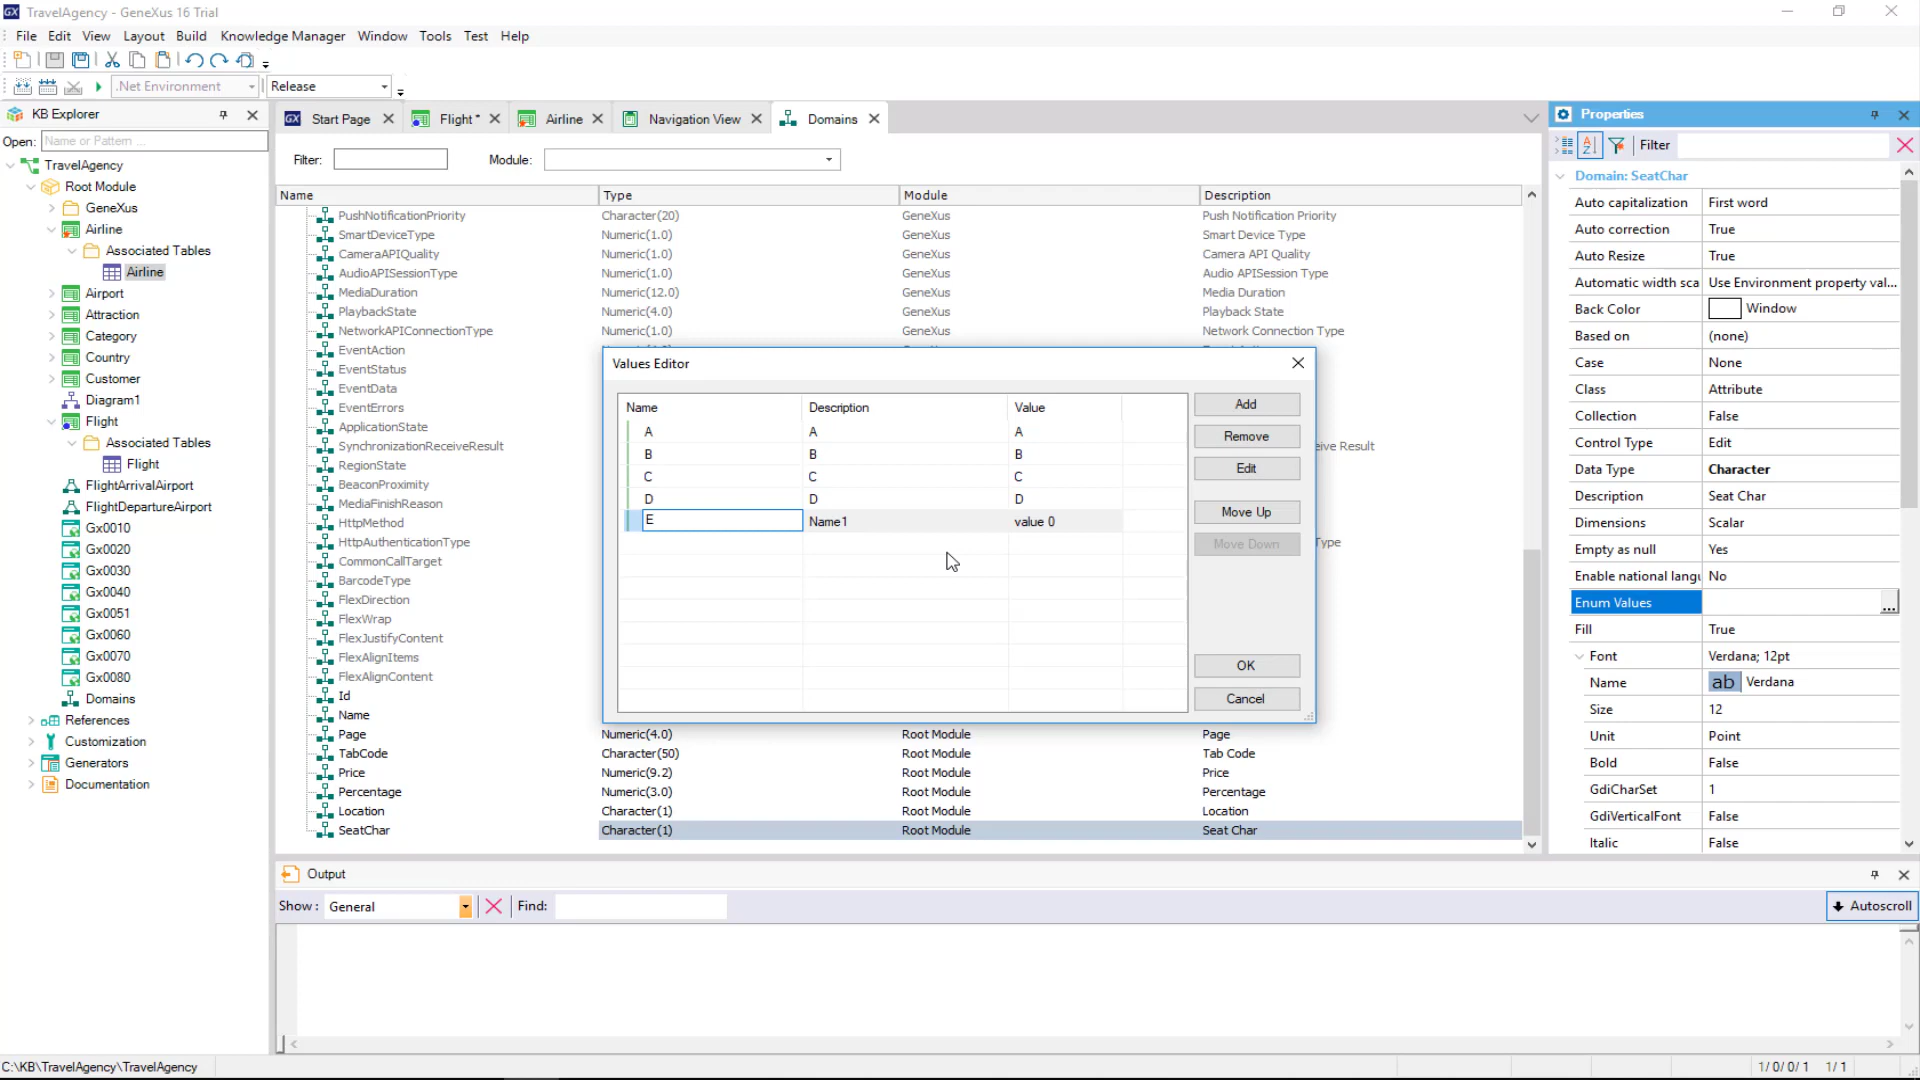 TravelAgency - GeneXus 16 Trial
File Edit View Layout Build Knowledge Manager Window Tools Test Help
.Net Environment Release
KB Explorer
Open: Name or Pattern ...
TravelAgency
Root Module
GeneXus
Airline
Associated Tables
Airline
Airport
Attraction
Category
Country
Customer
Diagram1
Flight
Associated Tables
Flight
FlightArrivalAirport
FlightDepartureAirport
Gx0010
Gx0020
Gx0030
Gx0040
Gx0051
Gx0060
Gx0070
Gx0080
Domains
References
Customization
Generators
Documentation
Start Page Flight * Airline Navigation View Domains
Filter: Module:
Name Type Module Description
PushNotificationPriority Character(20) GeneXus Push Notification Priority
SmartDeviceType Numeric(1.0) GeneXus Smart Device Type
CameraAPIQuality Numeric(1.0) GeneXus Camera API Quality
AudioAPISessionType Numeric(1.0) GeneXus Audio APISession Type
MediaDuration Numeric(12.0) GeneXus Media Duration
PlaybackState Numeric(4.0) GeneXus Playback State
NetworkAPIConnectionType Numeric(1.0) GeneXus Network Connection Type
EventAction
EventStatus
EventData
EventErrors
ApplicationState
SynchronizationReceiveResult eive Result
RegionState
BeaconProximity
MediaFinishReason
HttpMethod
HttpAuthenticationType Type
CommonCallTarget
BarcodeType
FlexDirection
FlexWrap
FlexJustifyContent
FlexAlignItems
FlexAlignContent
Id
Name
Page Numeric(4.0) Root Module Page
TabCode Character(50) Root Module Tab Code
Price Numeric(9.2) Root Module Price
Percentage Numeric(3.0) Root Module Percentage
Location Character(1) Root Module Location
SeatChar Character(1) Root Module Seat Char
Values Editor
Name Description Value
A A A
B B B
C C C
D D D
E Name1 value 0
Add
Remove
Edit
Move Up
Move Down
OK
Cancel
Properties
Filter
Domain: SeatChar
Auto capitalization First word
Auto correction True
Auto Resize True
Automatic width sca Use Environment property val...
Back Color Window
Based on (none)
Case None
Class Attribute
Collection False
Control Type Edit
Data Type Character
Description Seat Char
Dimensions Scalar
Empty as null Yes
Enable national langu No
Enum Values ...
Fill True
Font Verdana; 12pt
Name ab Verdana
Size 12
Unit Point
Bold False
GdiCharSet 1
GdiVerticalFont False
Italic False
Output
Show : General Find: Autoscroll
C:\KB\TravelAgency\TravelAgency 1/0/0/1 1/1